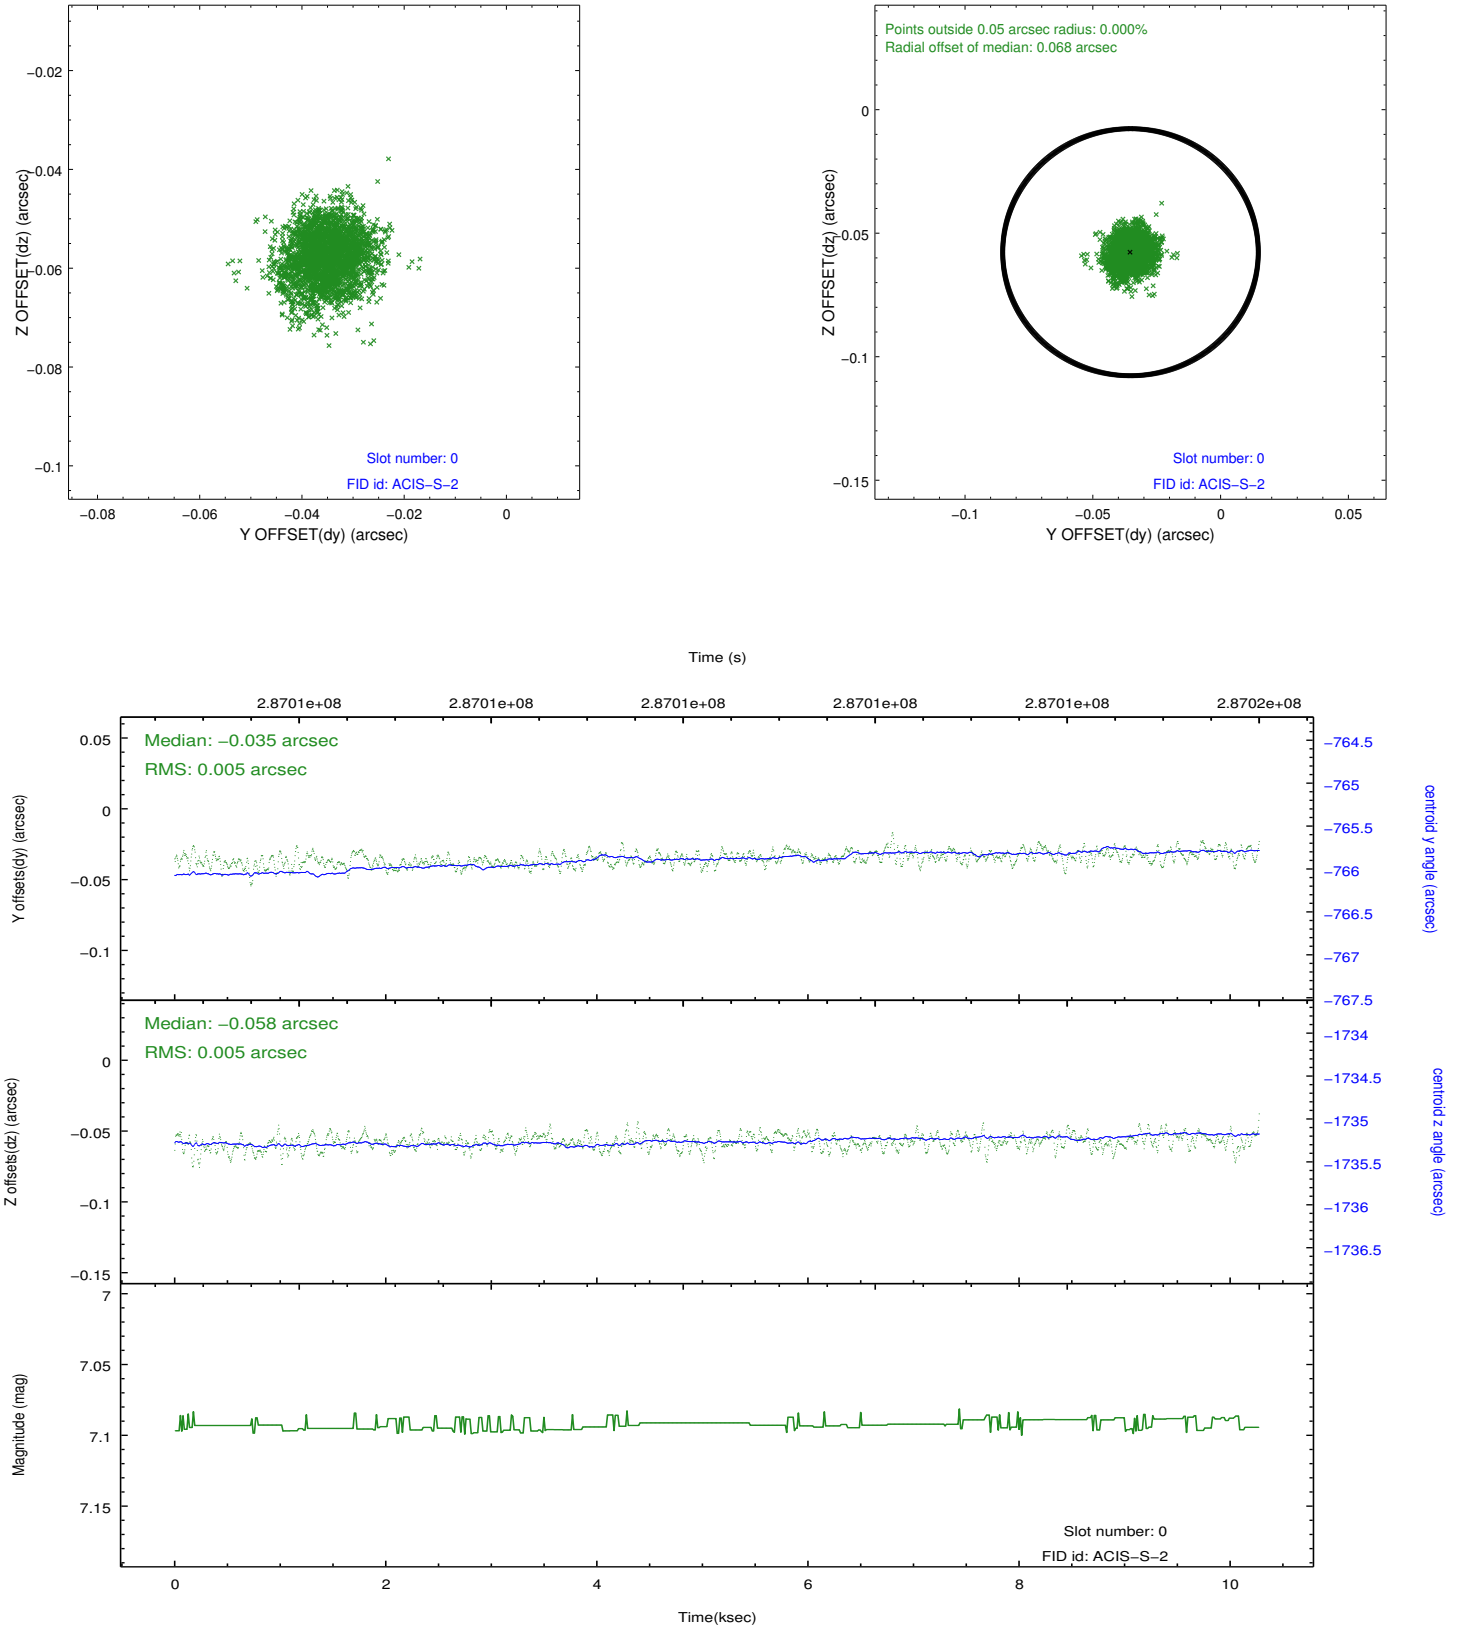 −0.02
−0.04
−0.06
−0.08
−0.1
Z OFFSET(dz) (arcsec)
Slot number: 0
FID id: ACIS−S−2
−0.08 −0.06 −0.04 −0.02 0
Y OFFSET(dy) (arcsec)
Points outside 0.05 arcsec radius: 0.000%
Radial offset of median: 0.068 arcsec
0
−0.05
−0.1
−0.15
Z OFFSET(dz) (arcsec)
Slot number: 0
FID id: ACIS−S−2
−0.1 −0.05 0 0.05
Y OFFSET(dy) (arcsec)
Time (s)
2.8701e+08 2.8701e+08 2.8701e+08 2.8701e+08 2.8701e+08 2.8702e+08
Median: −0.035 arcsec
RMS: 0.005 arcsec
0.05
0
−0.05
−0.1
Y offsets(dy) (arcsec)
−764.5
−765
−765.5
−766
−766.5
−767
−767.5
centroid y angle (arcsec)
Median: −0.058 arcsec
RMS: 0.005 arcsec
0
−0.05
−0.1
−0.15
Z offsets(dz) (arcsec)
−1734
−1734.5
−1735
−1735.5
−1736
−1736.5
centroid z angle (arcsec)
7
7.05
7.1
7.15
Magnitude (mag)
Slot number: 0
FID id: ACIS−S−2
0 2 4 6 8 10
Time(ksec)